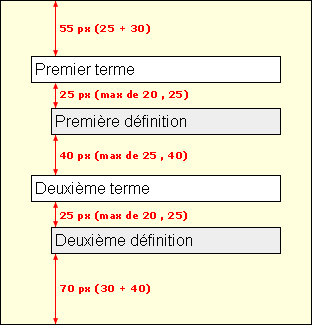 55 px (25 + 30)
Premier terme
25 px (max de 20 , 25)
Première définition
40 px (max de 25 , 40)
Deuxième terme
25 px (max de 20 , 25)
Deuxième définition
70 px (30 + 40)